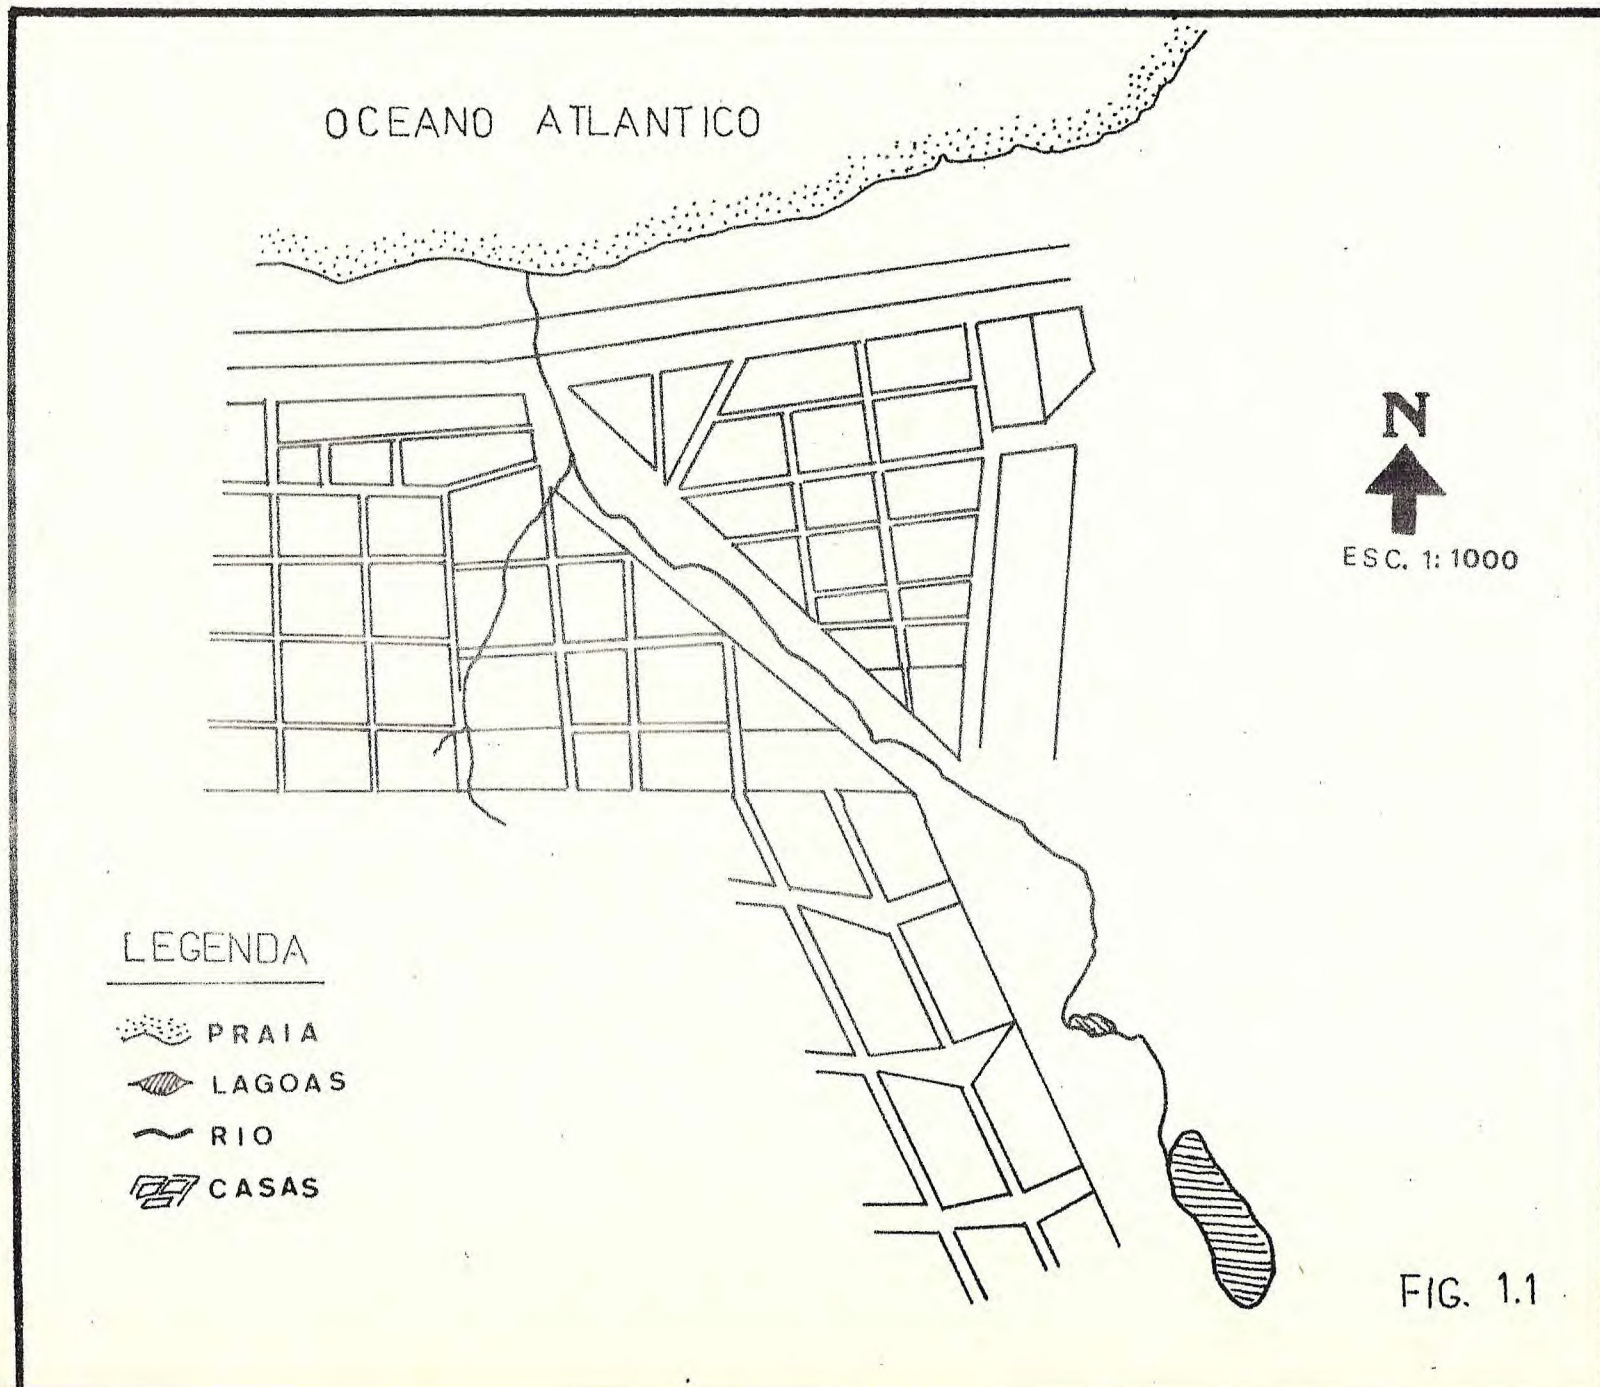 OCEANO ATLANTICO
N
ESC. 1:1000
LEGENDA
PRAIA
LAGOAS
RIO
CASAS
FIG. 1.1